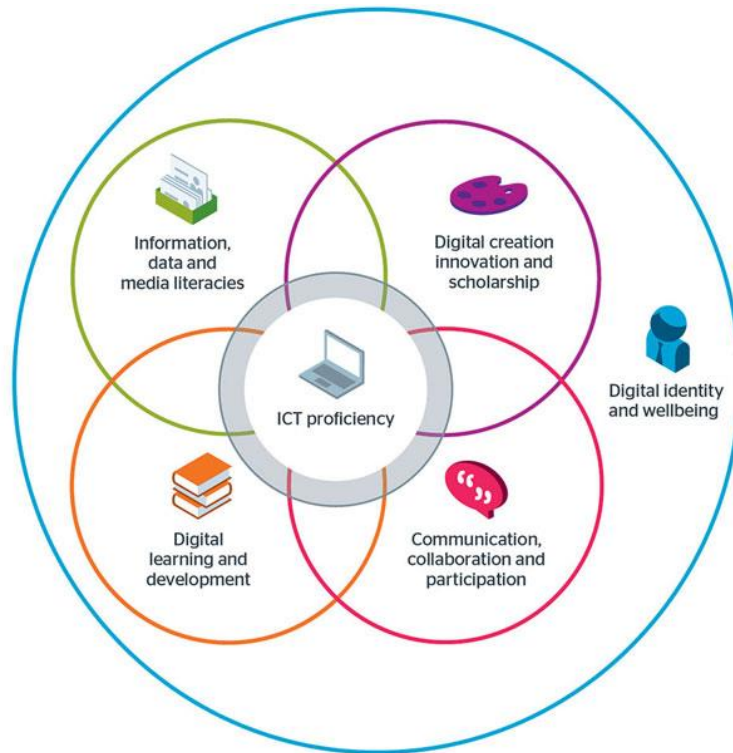 Information,
data and
media literacies
Digital creation
innovation and
scholarship
ICT proficiency
Digital identity
and wellbeing
Digital
learning and
development
Communication,
collaboration and
participation